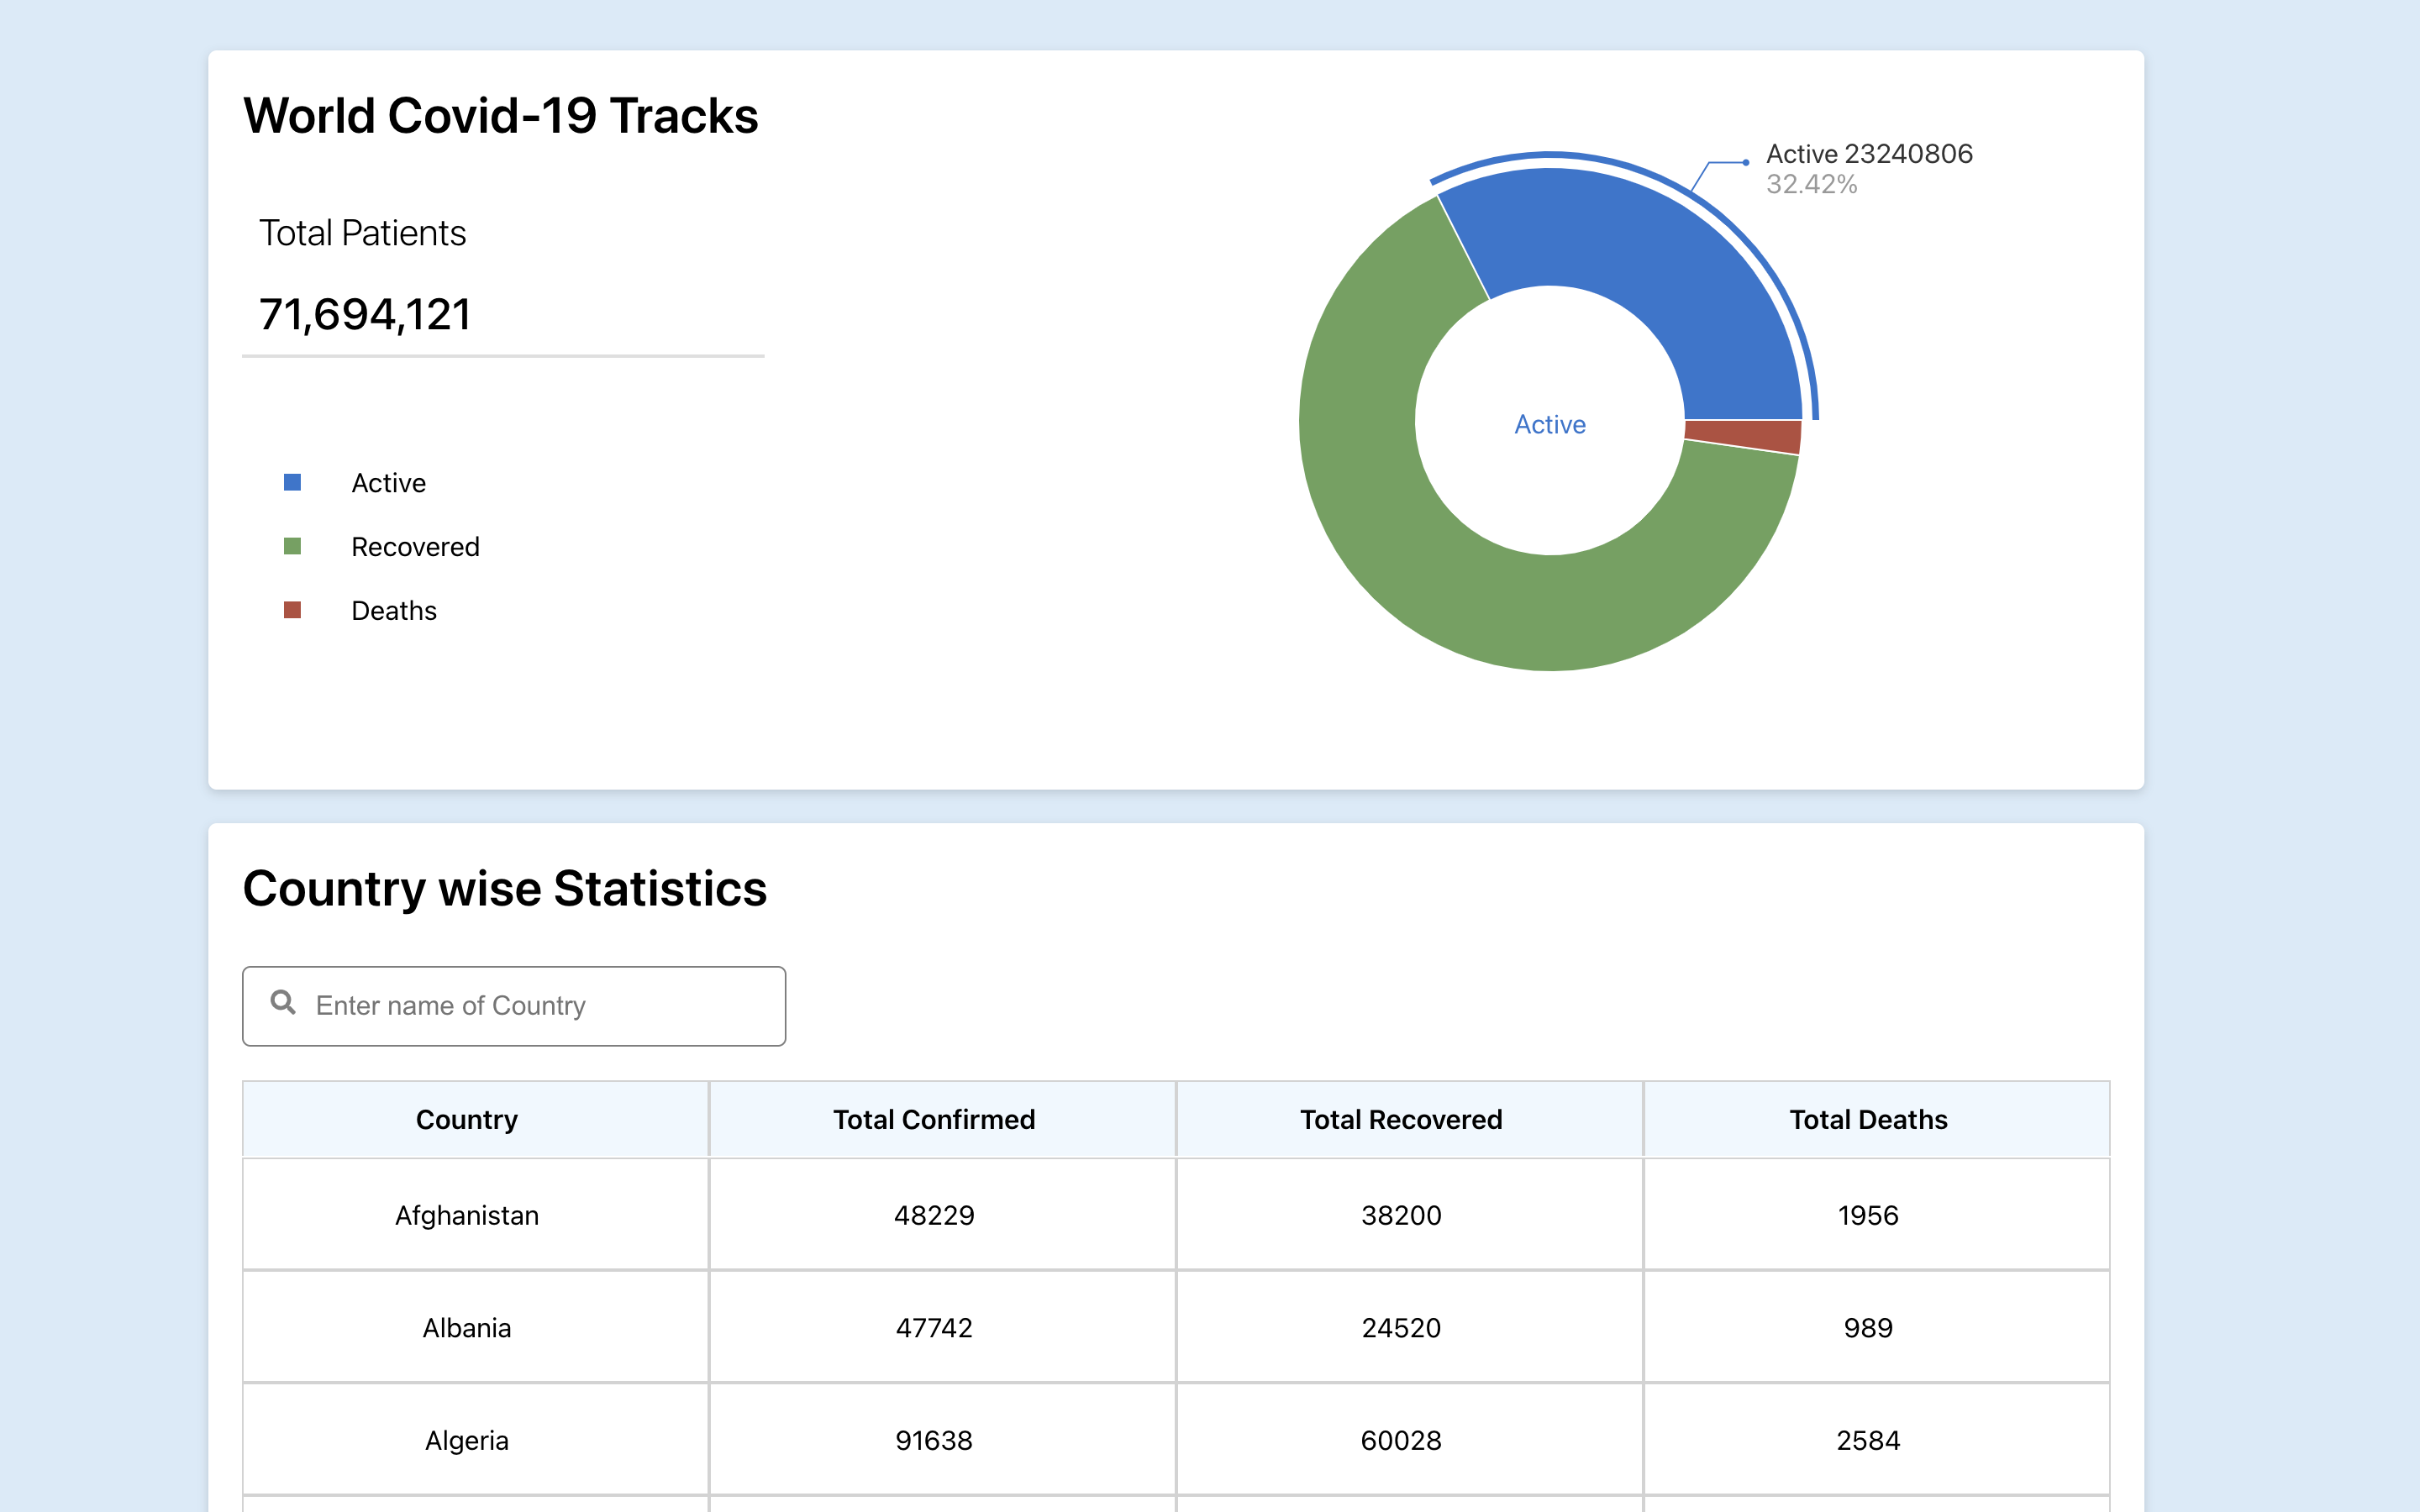 World Covid-19 Tracks
Total Patients
71,694,121
Active
Recovered
Deaths
Active 23240806
32.42%
Active
Country wise Statistics
Enter name of Country
Country Total Confirmed Total Recovered Total Deaths
Afghanistan 48229 38200 1956
Albania 47742 24520 989
Algeria 91638 60028 2584